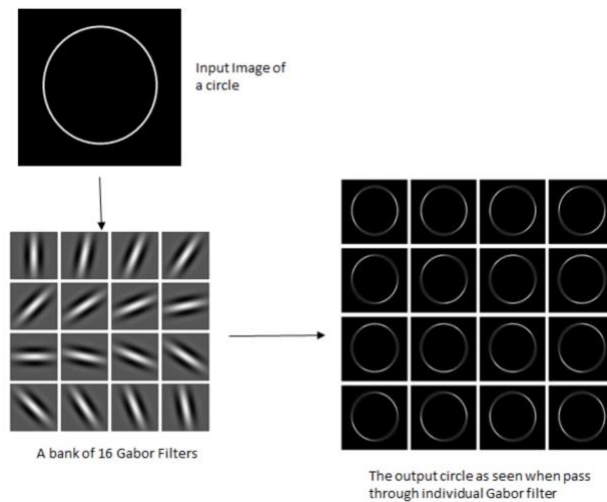 Input Image of
a circle
A bank of 16 Gabor Filters
The output circle as seen when pass
through individual Gabor filter